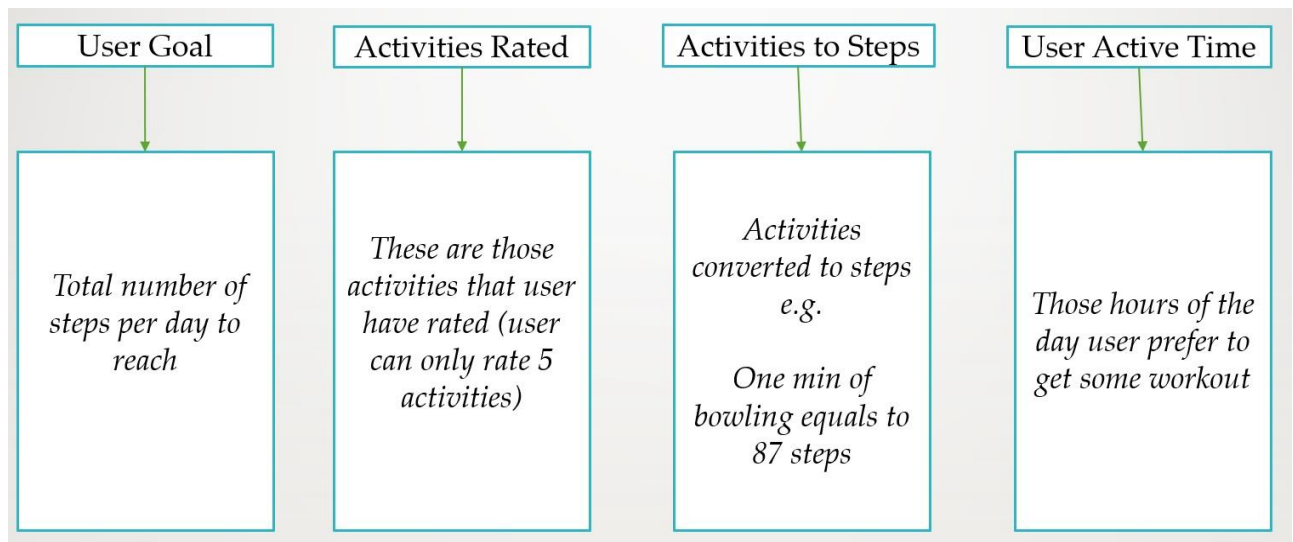 User Goal
Total number of
steps per day to
reach
Activities Rated
These are those
activities that user
have rated (user
can only rate 5
activities)
Activities to Steps
Activities
converted to steps
e.g.
One min of
bowling equals to
87 steps
User Active Time
Those hours of the
day user prefer to
get some workout